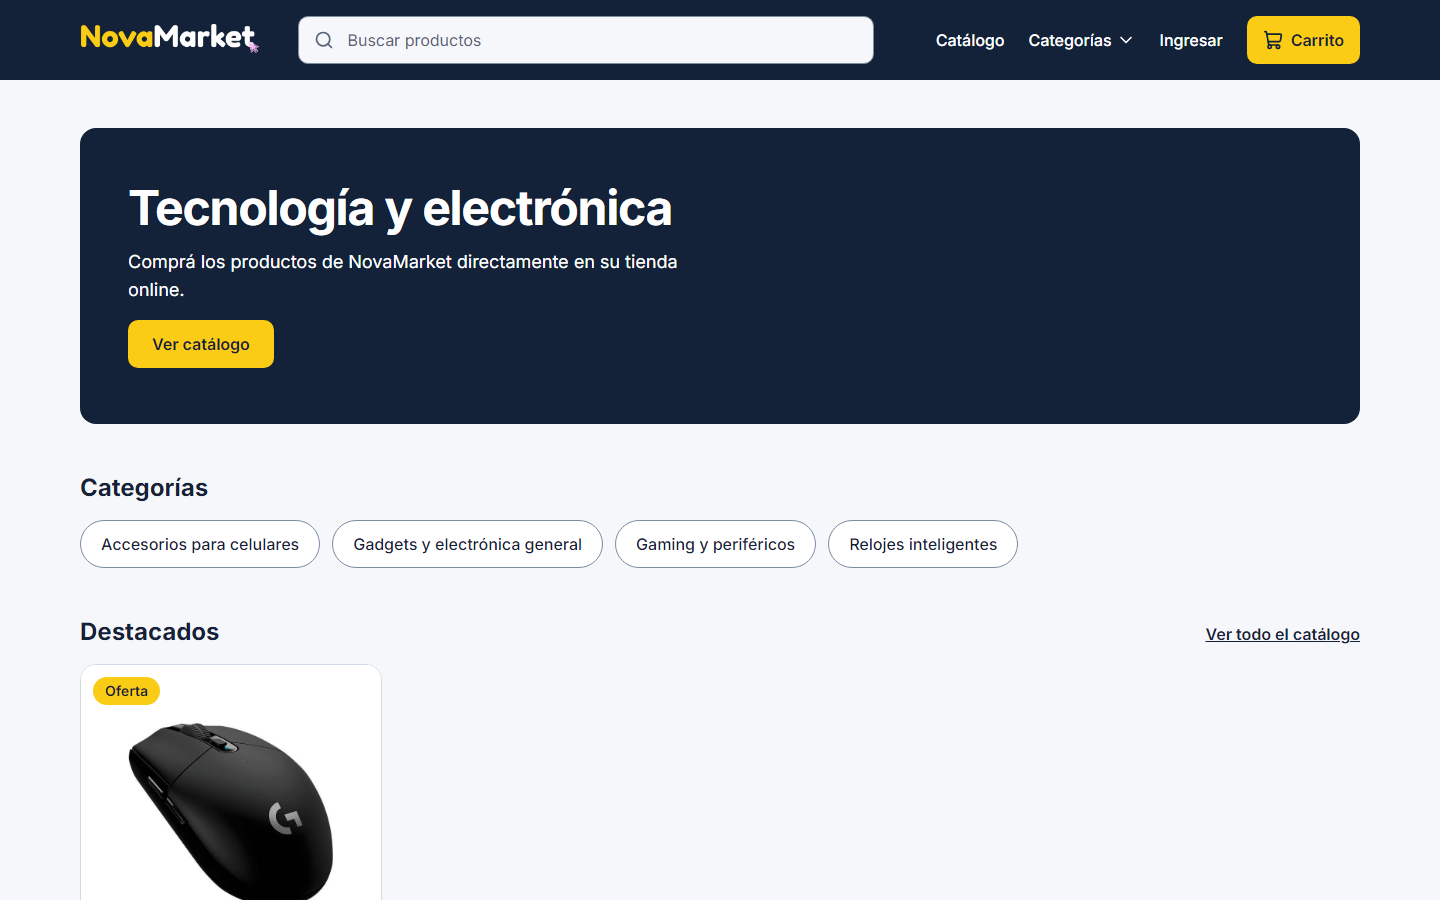 NovaMarket
Buscar productos
Catálogo
Categorías
Ingresar
Carrito
Tecnología y electrónica
Comprá los productos de NovaMarket directamente en su tienda
online.
Ver catálogo
Categorías
Accesorios para celulares
Gadgets y electrónica general
Gaming y periféricos
Relojes inteligentes
Destacados
Ver todo el catálogo
Oferta
G